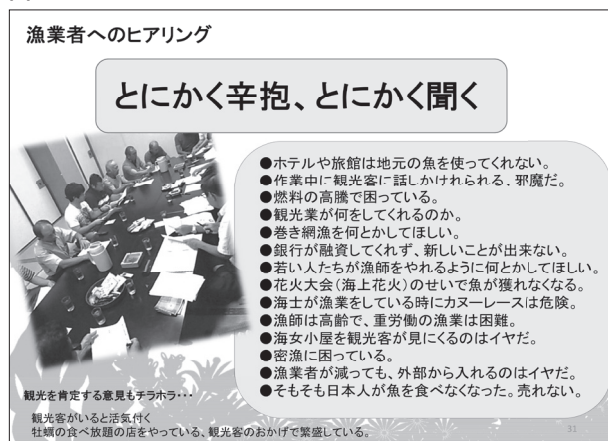 漁業者へのヒアリング
とにかく辛抱、とにかく聞く
●ホテルや旅館は地元の魚を使ってくれない。
●作業中に観光客に話しかけれられる、邪魔だ。
●燃料の高騰で困っている。
●観光業が何をしてくれるのか。
●巻き網漁を何とかしてほしい。
●銀行が融資してくれず、新しいことが出来ない。
●若い人たちが漁師をやれるように何とかしてほしい。
●花火大会(海上花火)のせいで魚が獲れなくなる。
●海士が漁業をしている時にカヌーレースは危険。
●漁師は高齢で、重労働の漁業は困難。
●海女小屋を観光客が見にくるのはイヤだ。
●密漁に困っている。
●漁業者が減っても、外部から入れるのはイヤだ。
●そもそも日本人が魚を食べなくなった。売れない。
観光を肯定する意見もチラホラ・・・
観光客がいると活気付く
牡蠣の食べ放題の店をやっている、観光客のおかげで繁盛している。
31